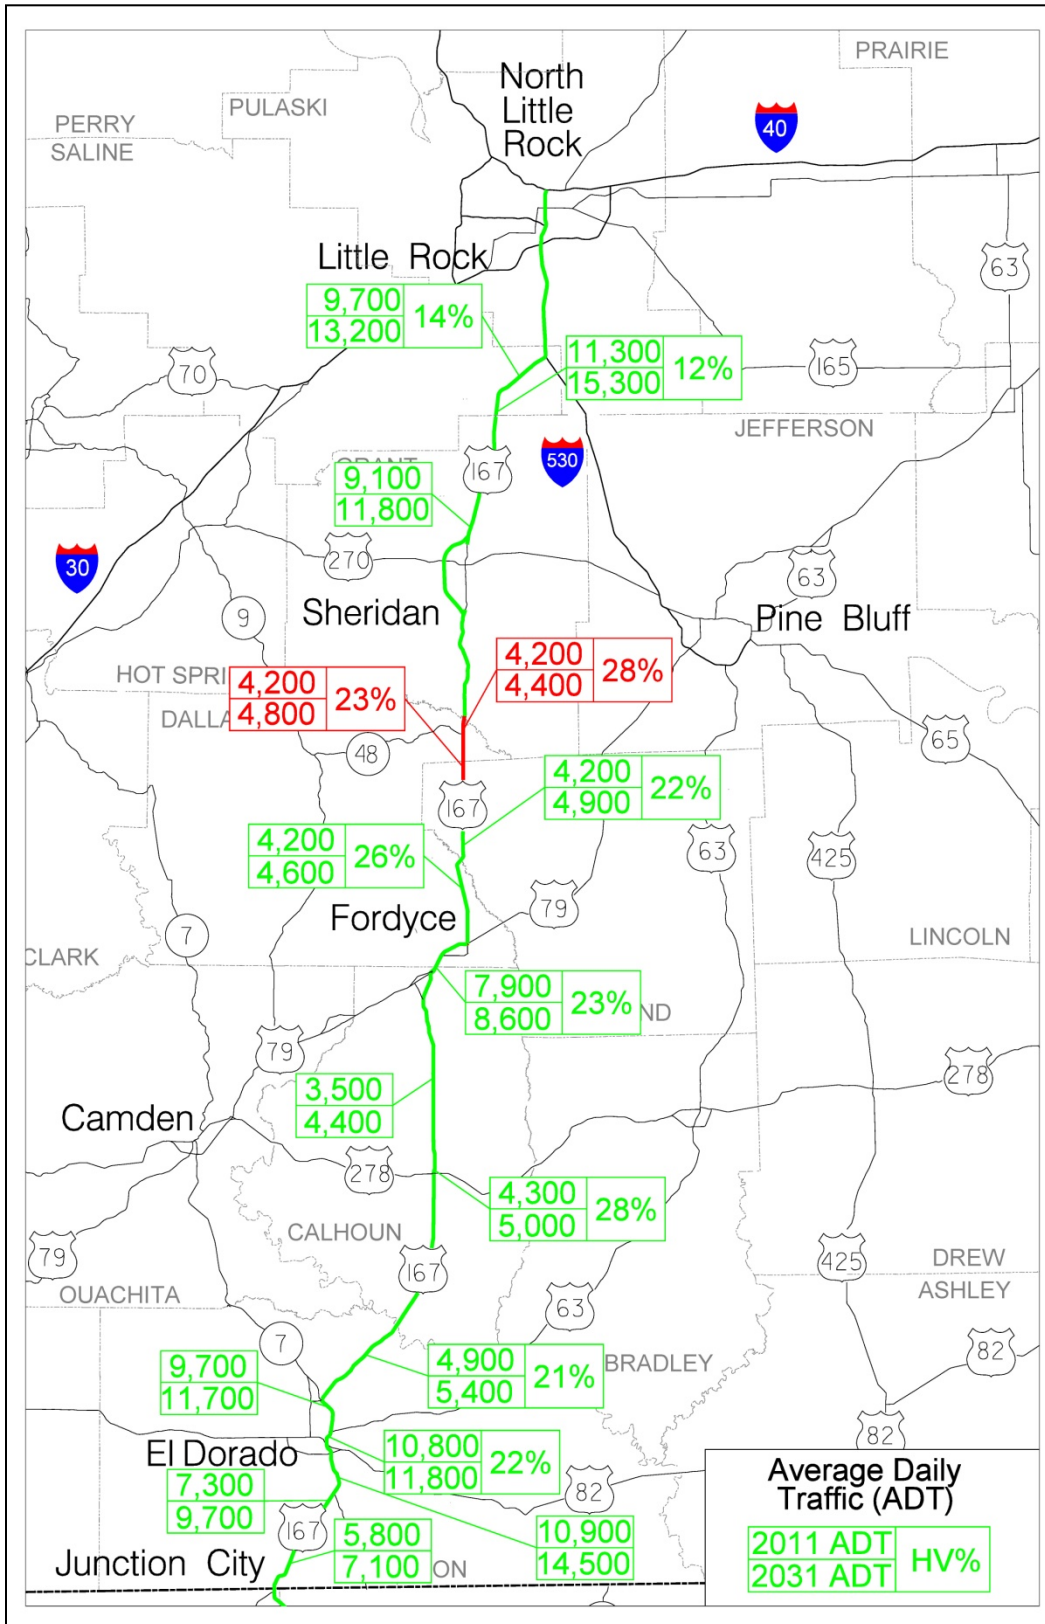 PRAIRIE
North
Little
Rock
PULASKI
PERRY
SALINE
40
Little Rock
63
9,700
13,200
14%
11,300
15,300
12%
70
165
JEFFERSON
167
530
9,100
11,800
270
30
63
9
Sheridan
Pine Bluff
4,200
4,400
28%
HOT SPRI
4,200
4,800
23%
DALLA
48
65
4,200
4,900
22%
167
4,200
4,600
26%
63
425
Fordyce
79
7
LINCOLN
CLARK
7,900
8,600
23%
ND
79
278
3,500
4,400
Camden
278
4,300
5,000
28%
CALHOUN
79
167
425
DREW
ASHLEY
OUACHITA
63
7
82
4,900
5,400
21%
BRADLEY
9,700
11,700
82
El Dorado
10,800
11,800
22%
7,300
9,700
82
167
5,800
7,100
10,900
14,500
Junction City
ON
Average Daily
Traffic (ADT)
2011 ADT
2031 ADT
HV%